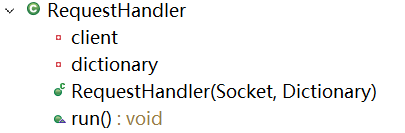 RequestHandler
client
dictionary
RequestHandler(Socket, Dictionary)
run() : void